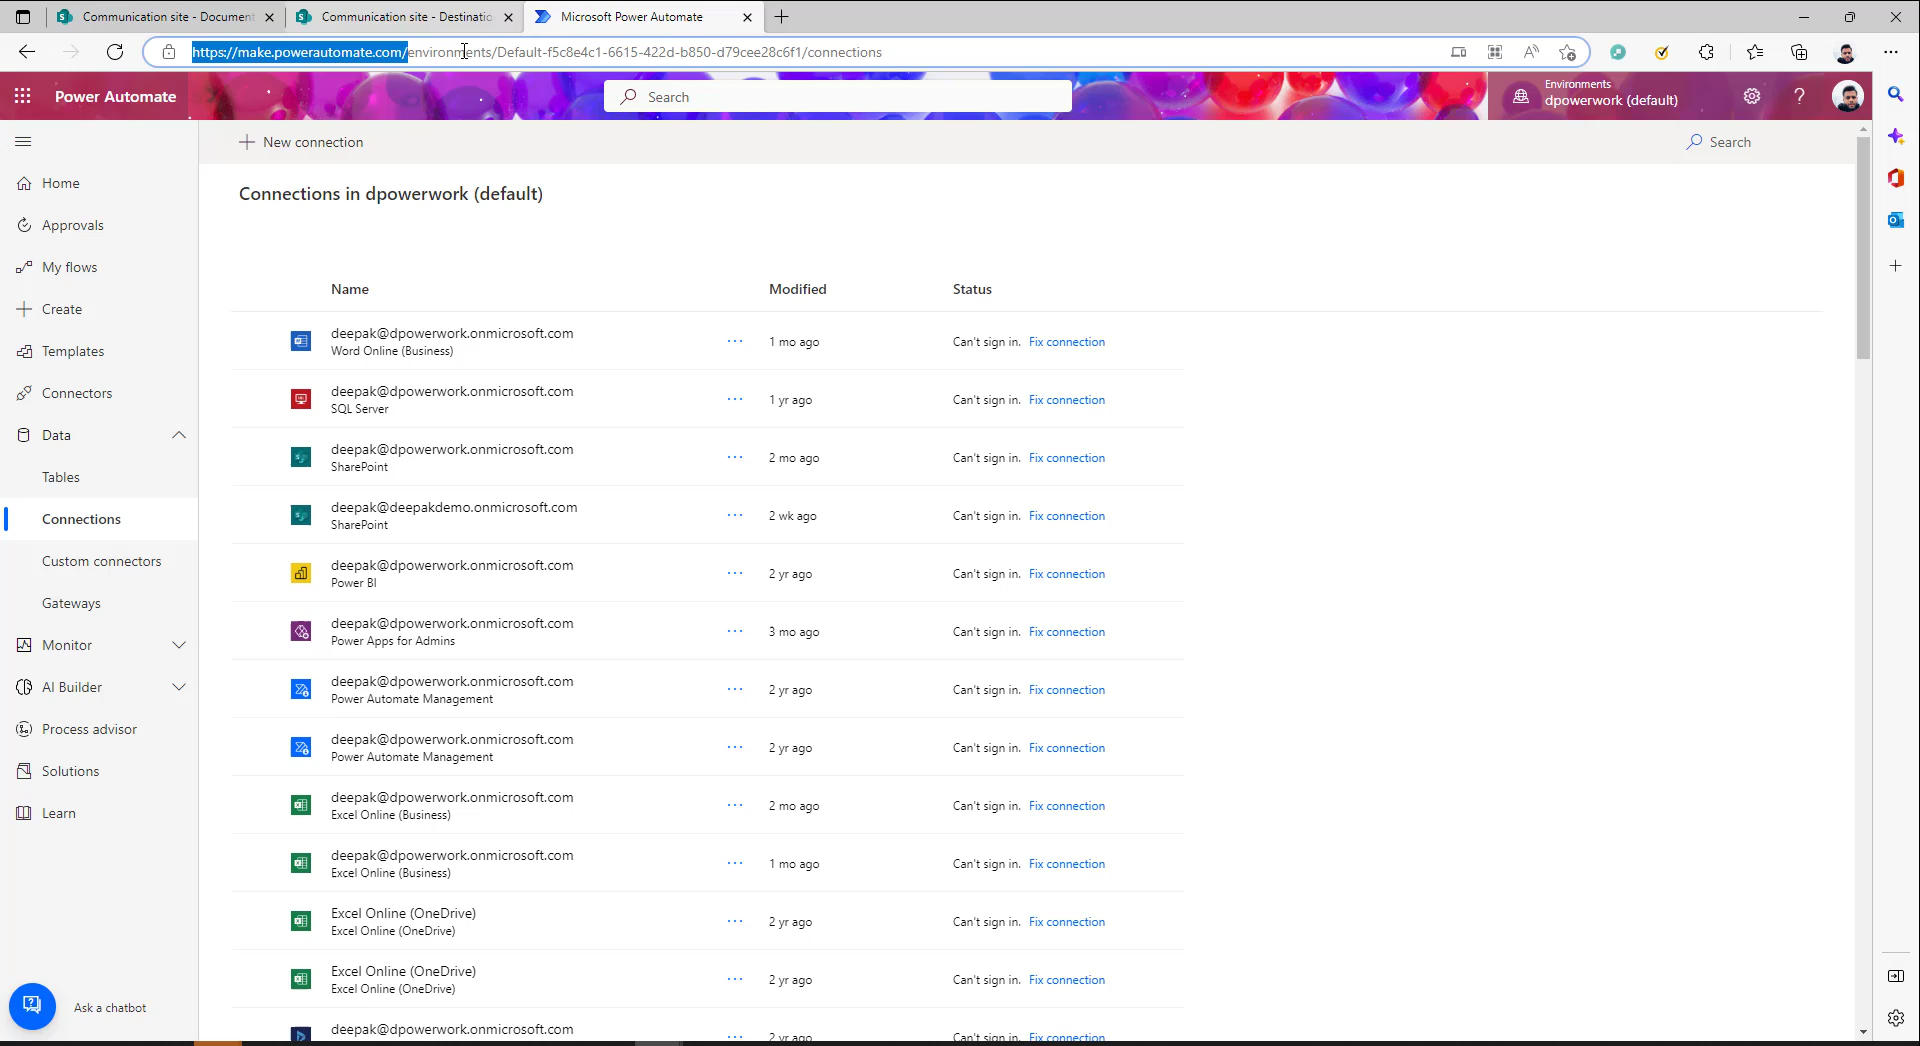 Communication site - Document
Communication site - Destinatio
Microsoft Power Automate
https://make.powerautomate.com/environments/Default-f5c8e4c1-6615-422d-b850-d79cee28c6f1/connections
Power Automate
Search
Environments
dpowerwork (default)
New connection
Search
Home
Approvals
My flows
Create
Templates
Connectors
Data
Tables
Connections
Custom connectors
Gateways
Monitor
AI Builder
Process advisor
Solutions
Learn
Ask a chatbot
Connections in dpowerwork (default)
Name Modified Status
deepak@dpowerwork.onmicrosoft.com
Word Online (Business)
1 mo ago Can't sign in. Fix connection
deepak@dpowerwork.onmicrosoft.com
SQL Server
1 yr ago Can't sign in. Fix connection
deepak@dpowerwork.onmicrosoft.com
SharePoint
2 mo ago Can't sign in. Fix connection
deepak@deepakdemo.onmicrosoft.com
SharePoint
2 wk ago Can't sign in. Fix connection
deepak@dpowerwork.onmicrosoft.com
Power BI
2 yr ago Can't sign in. Fix connection
deepak@dpowerwork.onmicrosoft.com
Power Apps for Admins
3 mo ago Can't sign in. Fix connection
deepak@dpowerwork.onmicrosoft.com
Power Automate Management
2 yr ago Can't sign in. Fix connection
deepak@dpowerwork.onmicrosoft.com
Power Automate Management
2 yr ago Can't sign in. Fix connection
deepak@dpowerwork.onmicrosoft.com
Excel Online (Business)
2 mo ago Can't sign in. Fix connection
deepak@dpowerwork.onmicrosoft.com
Excel Online (Business)
1 mo ago Can't sign in. Fix connection
Excel Online (OneDrive)
Excel Online (OneDrive)
2 yr ago Can't sign in. Fix connection
Excel Online (OneDrive)
Excel Online (OneDrive)
2 yr ago Can't sign in. Fix connection
deepak@dpowerwork.onmicrosoft.com
2 yr ago Can't sign in. Fix connection